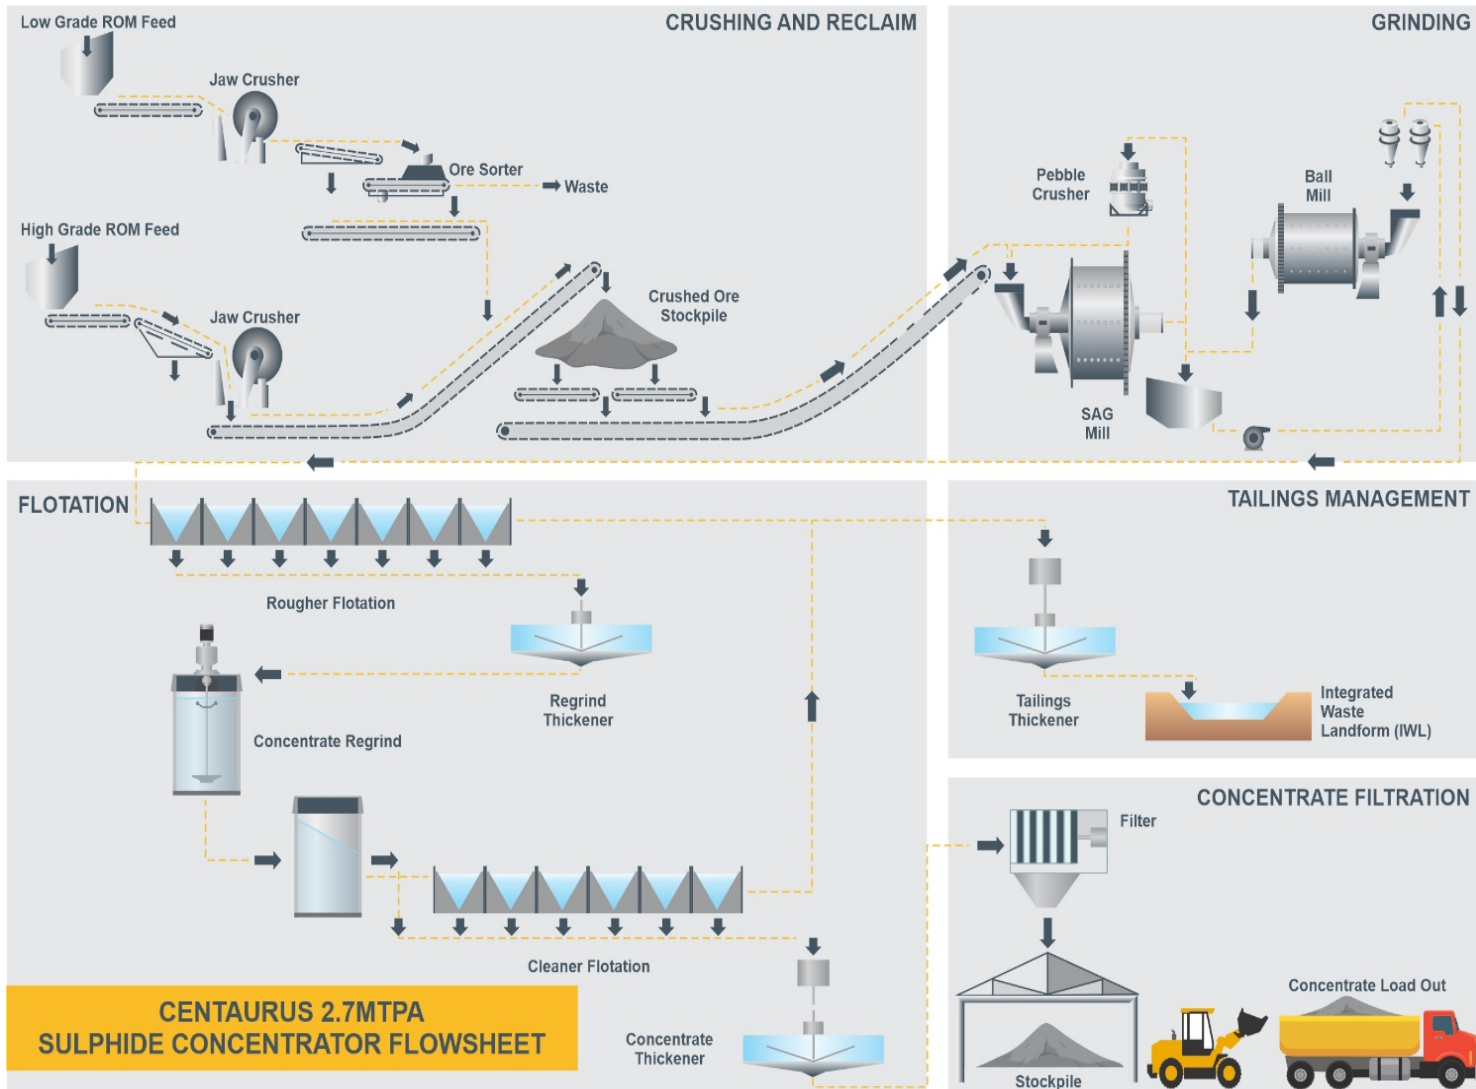 CRUSHING AND RECLAIM
Low Grade ROM Feed
Jaw Crusher
Ore Sorter
Waste
High Grade ROM Feed
Jaw Crusher
Crushed Ore
Stockpile
GRINDING
Pebble
Crusher
Ball
Mill
SAG
Mill
FLOTATION
Rougher Flotation
Regrind
Thickener
Concentrate Regrind
Cleaner Flotation
Concentrate
Thickener
TAILINGS MANAGEMENT
Tailings
Thickener
Integrated
Waste
Landform (IWL)
CONCENTRATE FILTRATION
Filter
Stockpile
Concentrate Load Out
CENTAURUS 2.7MTPA
SULPHIDE CONCENTRATOR FLOWSHEET